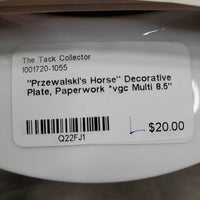 The Tack Collector
1001720-1055
"Przewalski's Horse" Decorative
Plate, Paperwork *vgc Multi 8.5"
$20.00
Q22FJ1